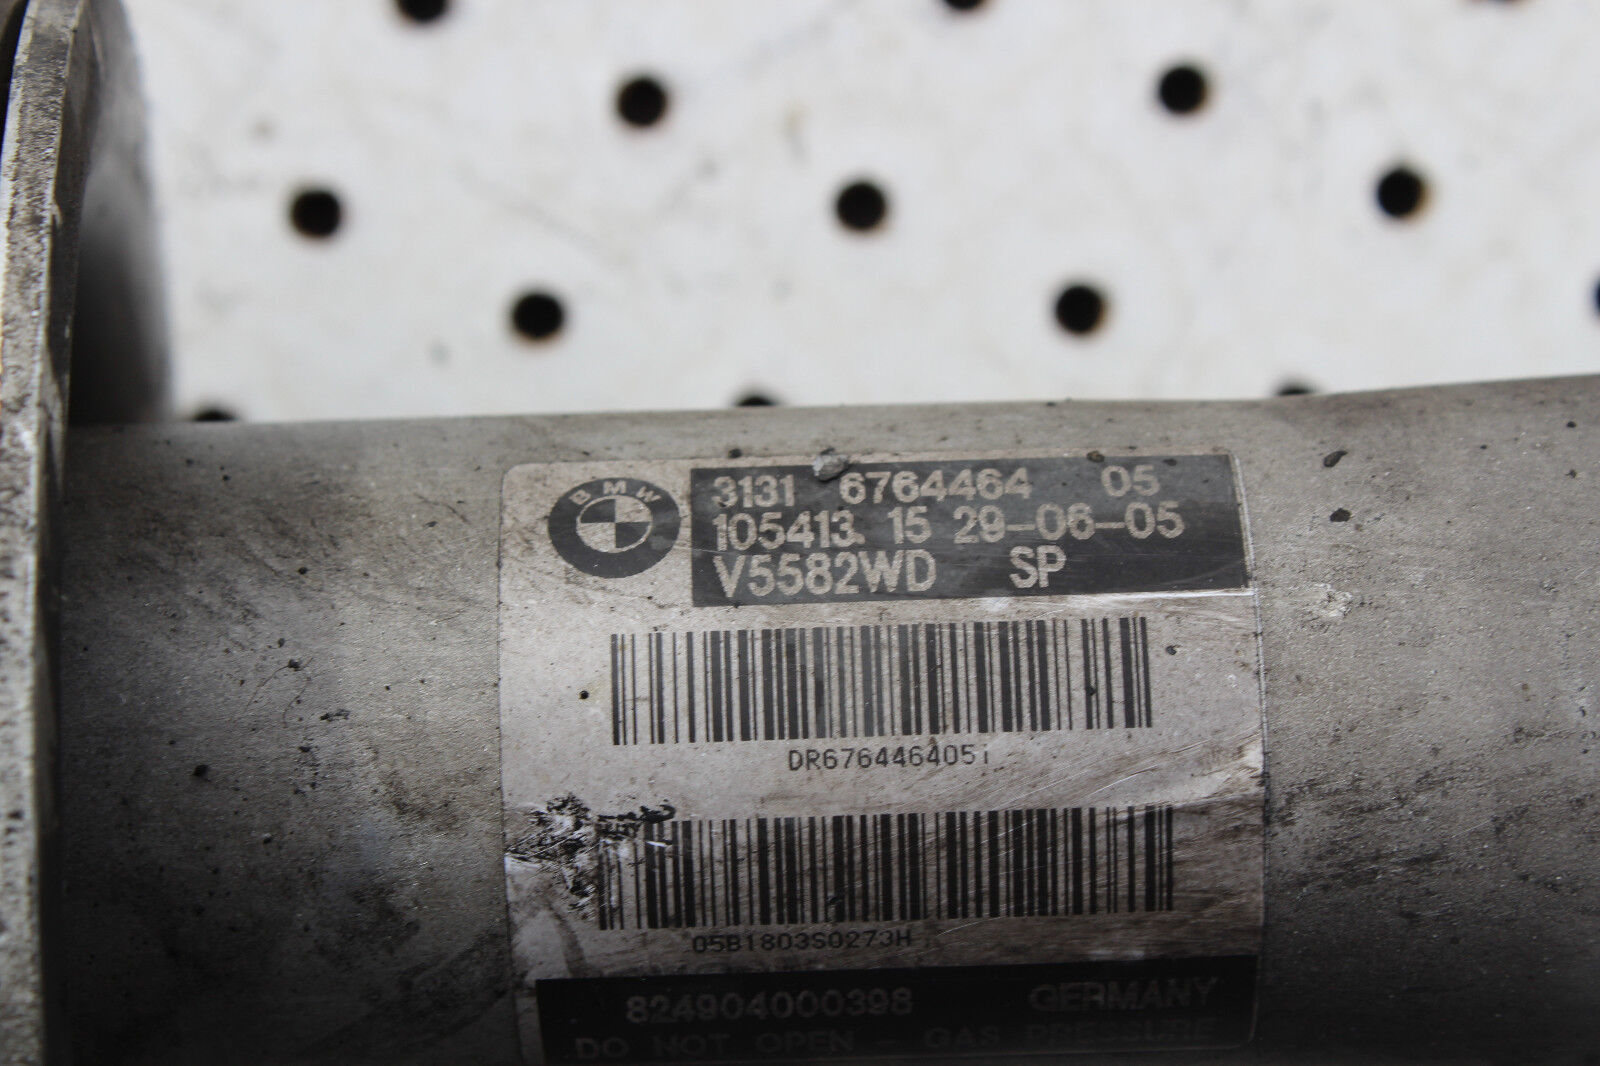 BMW
3131 6764464 05
105413. 15 29-06-05
V5582WD SP
DR676446405i
05B1803S0273H
824904000398 GERMANY
DO NOT OPEN - GAS PRESSURE